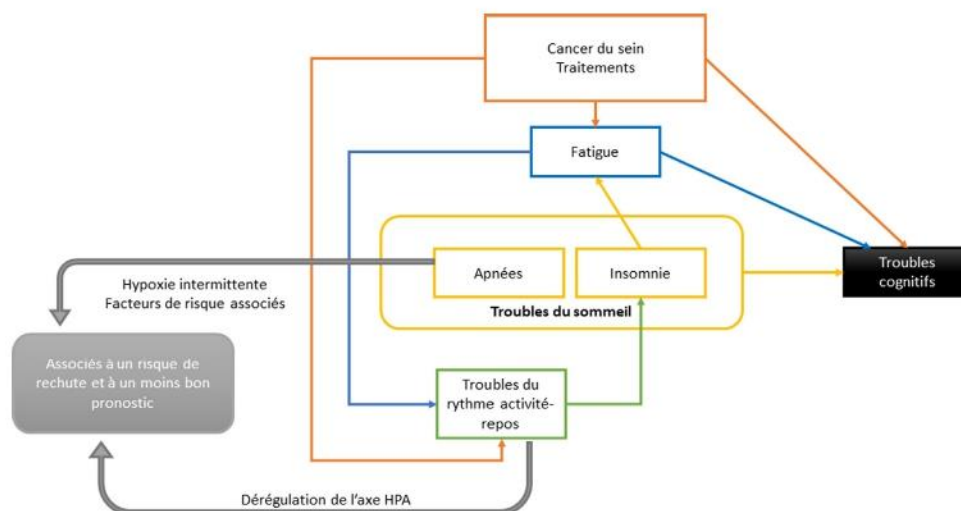 Cancer du sein
Traitements
Fatigue
Apnées
Insomnie
Troubles du sommeil
Troubles
cognitifs
Hypoxie intermittente
Facteurs de risque associés
Associés à un risque de
rechute et à un moins bon
pronostic
Troubles du
rythme activité-
repos
Dérégulation de l'axe HPA